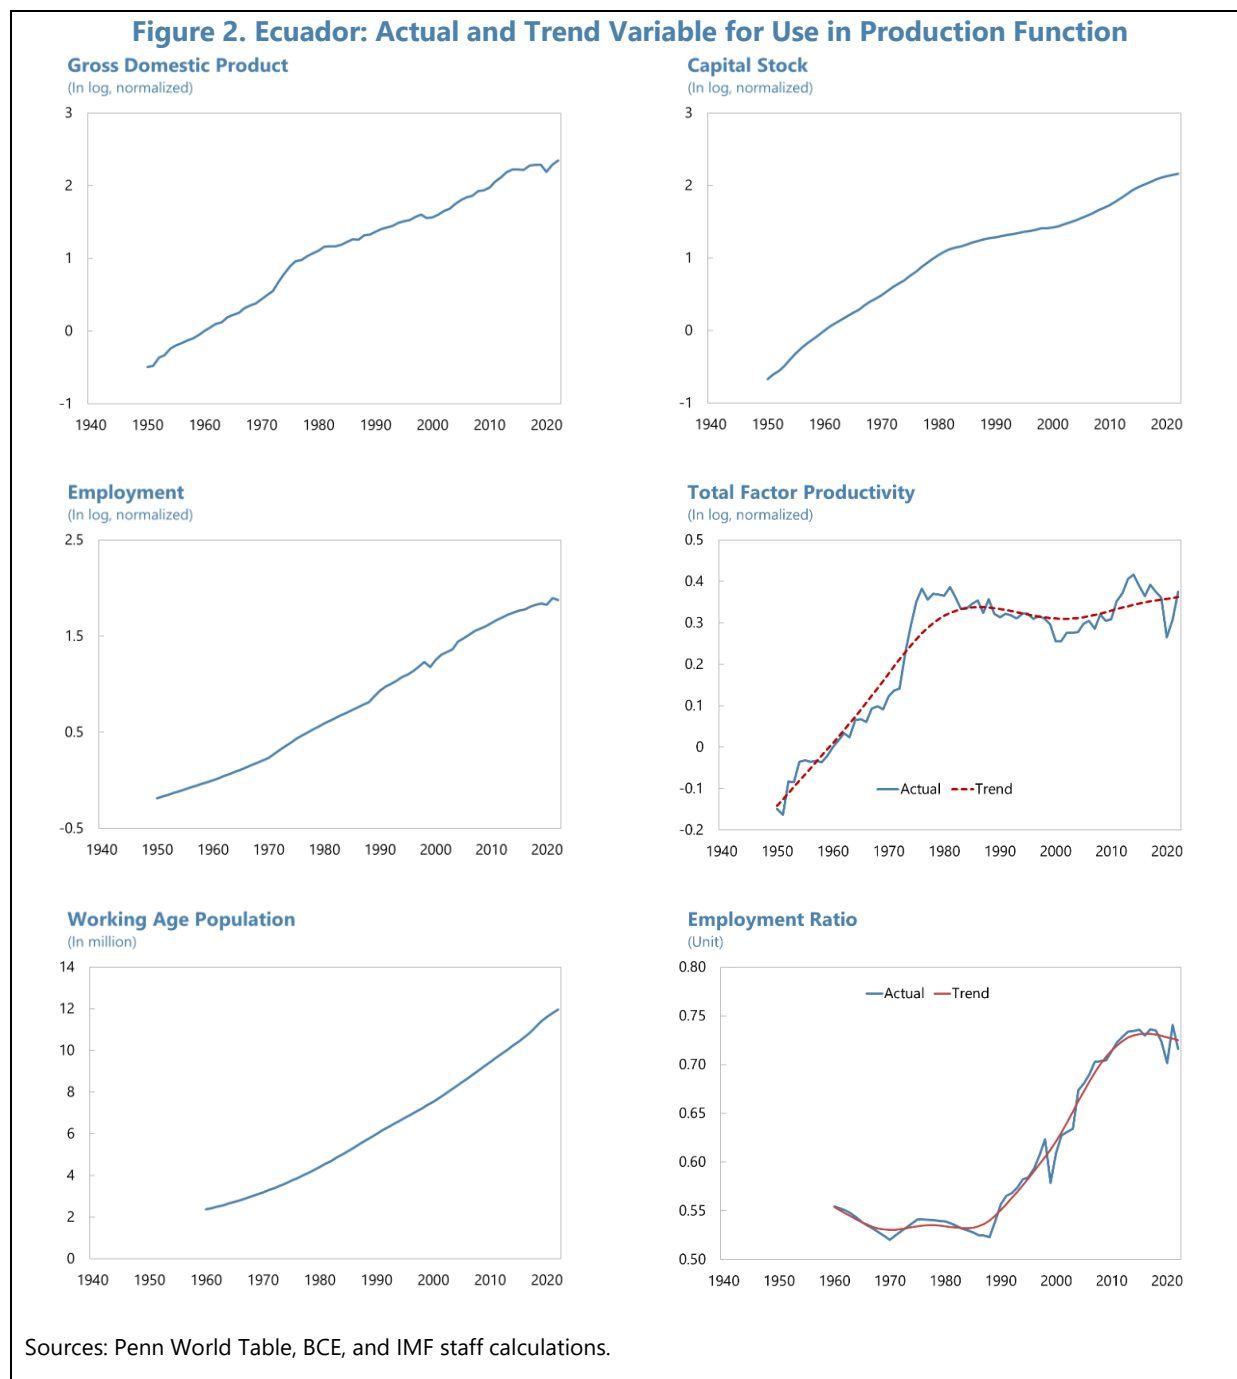 Figure 2. Ecuador: Actual and Trend Variable for Use in Production Function
Gross Domestic Product
(In log, normalized)
3
2
1
0
-1
1940 1950 1960 1970 1980 1990 2000 2010 2020
Capital Stock
(In log, normalized)
3
2
1
0
-1
1940 1950 1960 1970 1980 1990 2000 2010 2020
Employment
(In log, normalized)
2.5
1.5
0.5
-0.5
1940 1950 1960 1970 1980 1990 2000 2010 2020
Total Factor Productivity
(In log, normalized)
0.5
0.4
0.3
0.2
0.1
0
-0.1
-0.2
Actual Trend
1940 1950 1960 1970 1980 1990 2000 2010 2020
Working Age Population
(In million)
14
12
10
8
6
4
2
0
1940 1950 1960 1970 1980 1990 2000 2010 2020
Employment Ratio
(Unit)
0.80
0.75
0.70
0.65
0.60
0.55
0.50
Actual Trend
1940 1950 1960 1970 1980 1990 2000 2010 2020
Sources: Penn World Table, BCE, and IMF staff calculations.